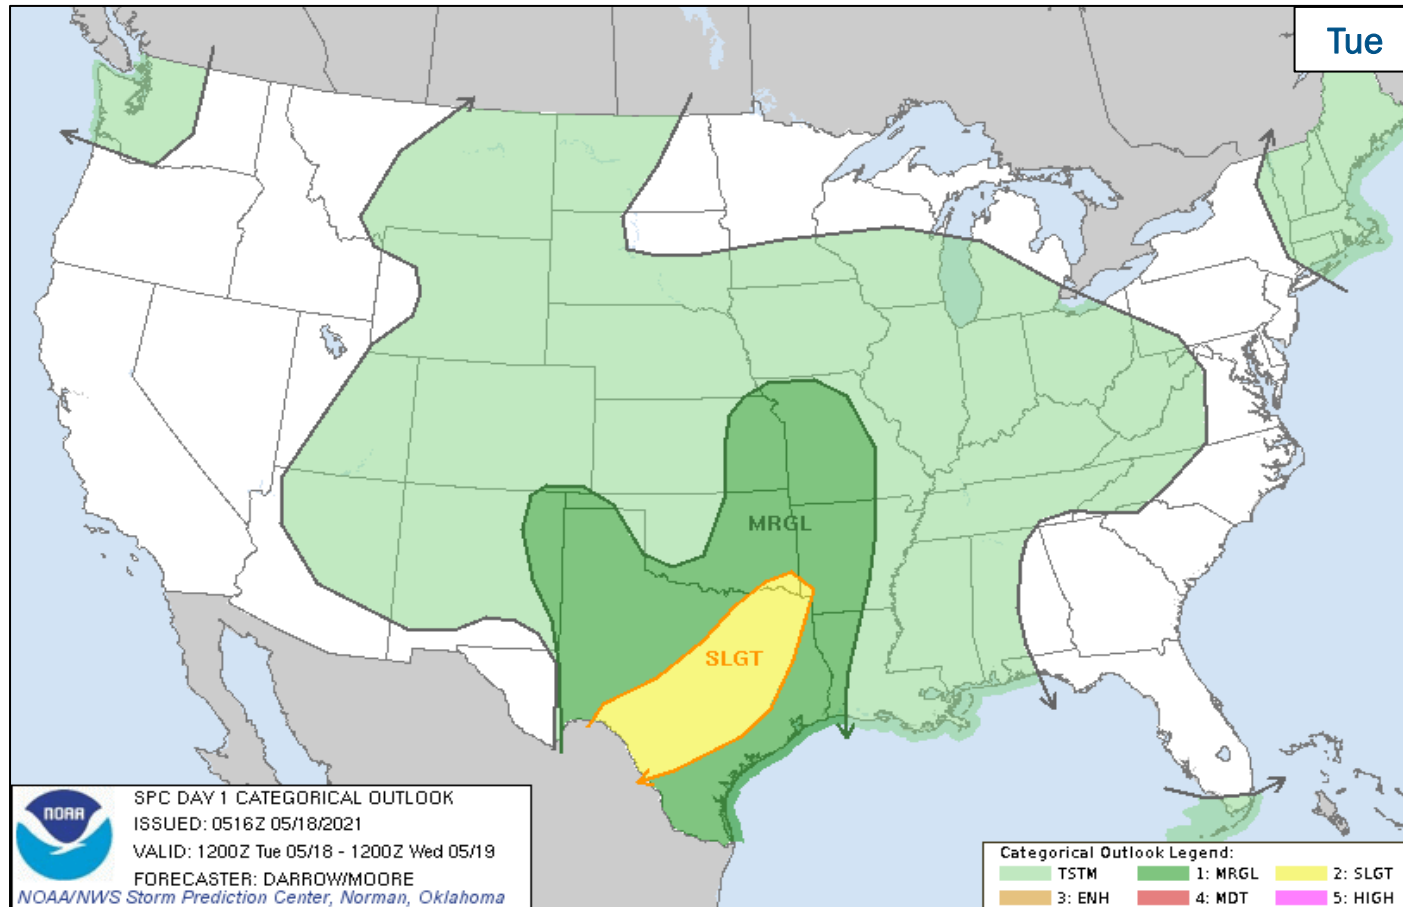 Tue
MRGL
SLGT
NOAA
SPC DAY 1 CATEGORICAL OUTLOOK
ISSUED: 0516Z 05/18/2021
VALID: 1200Z Tue 05/18 - 1200Z Wed 05/19
FORECASTER: DARROW/MOORE
NOAA/NWS Storm Prediction Center, Norman, Oklahoma
Categorical Outlook Legend:
TSTM 1: MRGL 2: SLGT
3: ENH 4: MDT 5: HIGH